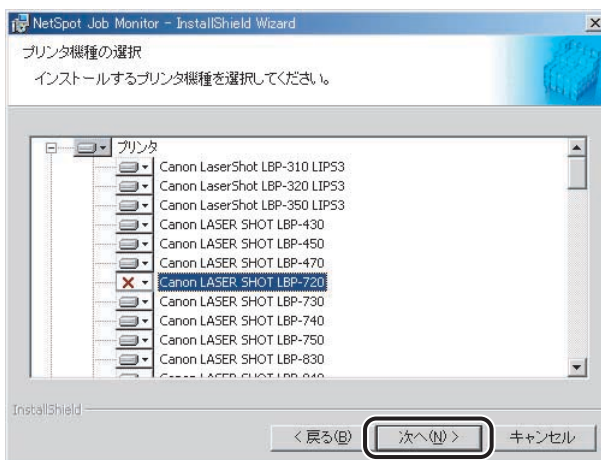 NetSpot Job Monitor - InstallShield Wizard
プリンタ機種の選択
インストールするプリンタ機種を選択してください。
プリンタ
Canon LaserShot LBP-310 LIPS3
Canon LaserShot LBP-320 LIPS3
Canon LaserShot LBP-350 LIPS3
Canon LASER SHOT LBP-430
Canon LASER SHOT LBP-450
Canon LASER SHOT LBP-470
Canon LASER SHOT LBP-720
Canon LASER SHOT LBP-730
Canon LASER SHOT LBP-740
Canon LASER SHOT LBP-750
Canon LASER SHOT LBP-830
Canon LASER SHOT
InstallShield
< 戻る(B) 次へ(N) > キャンセル